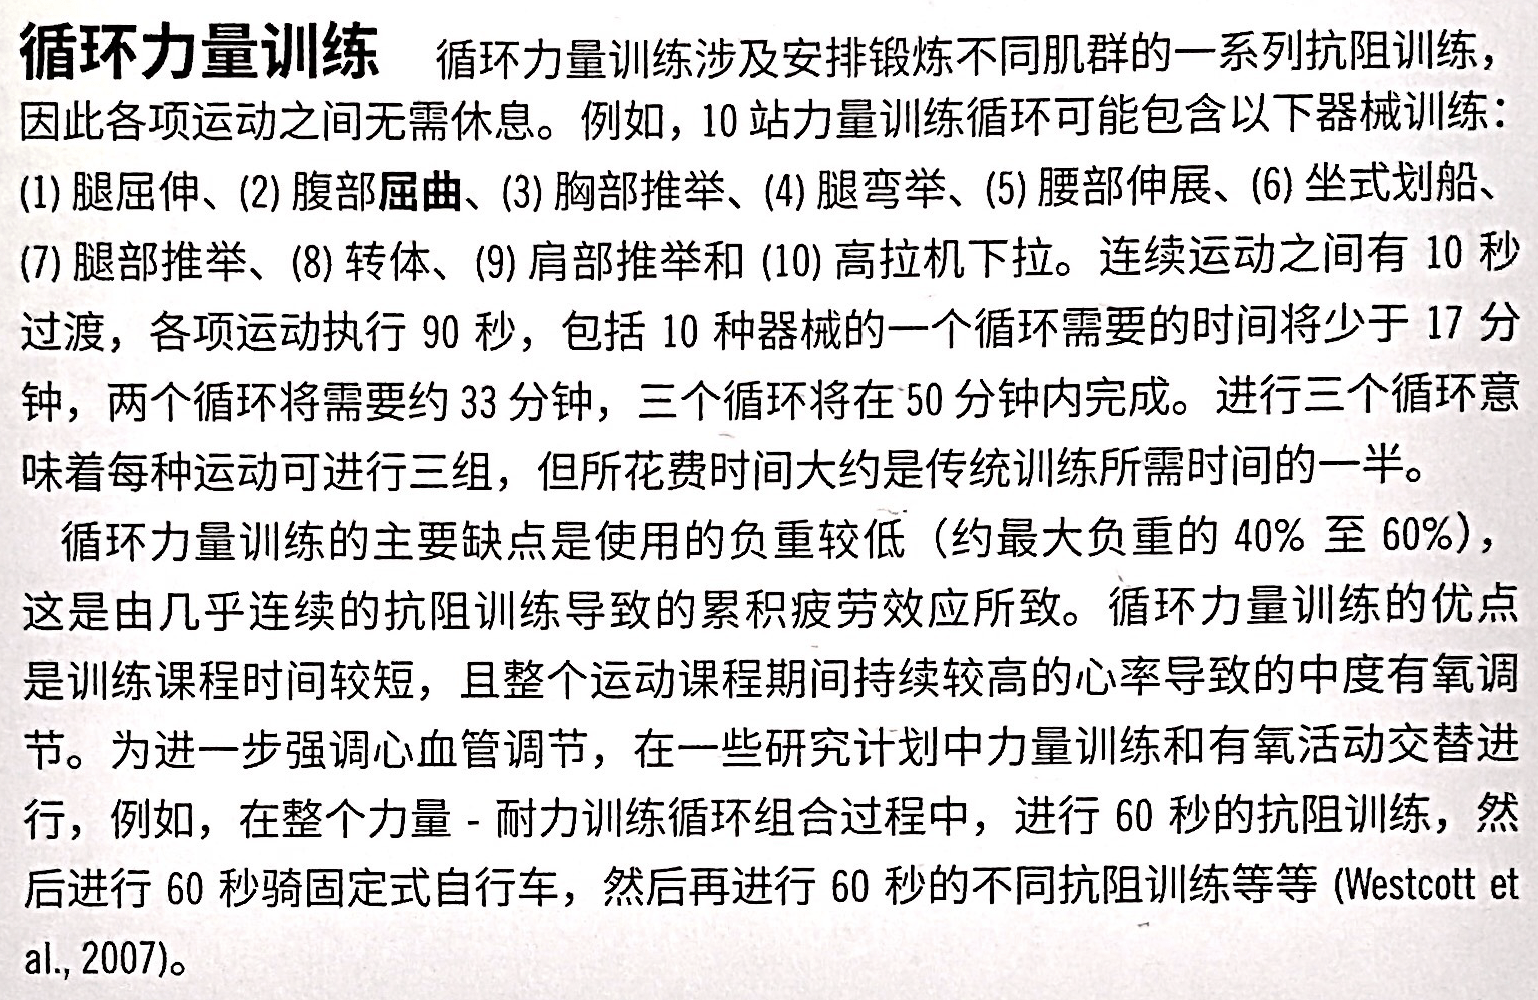 循环力量训练 循环力量训练涉及安排锻炼不同肌群的一系列抗阻训练，
因此各项运动之间无需休息。例如，10 站力量训练循环可能包含以下器械训练：
(1) 腿屈伸、(2) 腹部屈曲、(3) 胸部推举、(4) 腿弯举、(5) 腰部伸展、(6) 坐式划船、
(7) 腿部推举、(8) 转体、(9) 肩部推举和 (10) 高拉机下拉。连续运动之间有 10 秒
过渡，各项运动执行 90 秒，包括 10 种器械的一个循环需要的时间将少于 17 分
钟，两个循环将需要约 33 分钟，三个循环将在 50 分钟内完成。进行三个循环意
味着每种运动可进行三组，但所花费时间大约是传统训练所需时间的一半。
循环力量训练的主要缺点是使用的负重较低（约最大负重的 40% 至 60%），
这是由几乎连续的抗阻训练导致的累积疲劳效应所致。循环力量训练的优点
是训练课程时间较短，且整个运动课程期间持续较高的心率导致的中度有氧调
节。为进一步强调心血管调节，在一些研究计划中力量训练和有氧活动交替进
行，例如，在整个力量 - 耐力训练循环组合过程中，进行 60 秒的抗阻训练，然
后进行 60 秒骑固定式自行车，然后再进行 60 秒的不同抗阻训练等等 (Westcott et
al., 2007)。